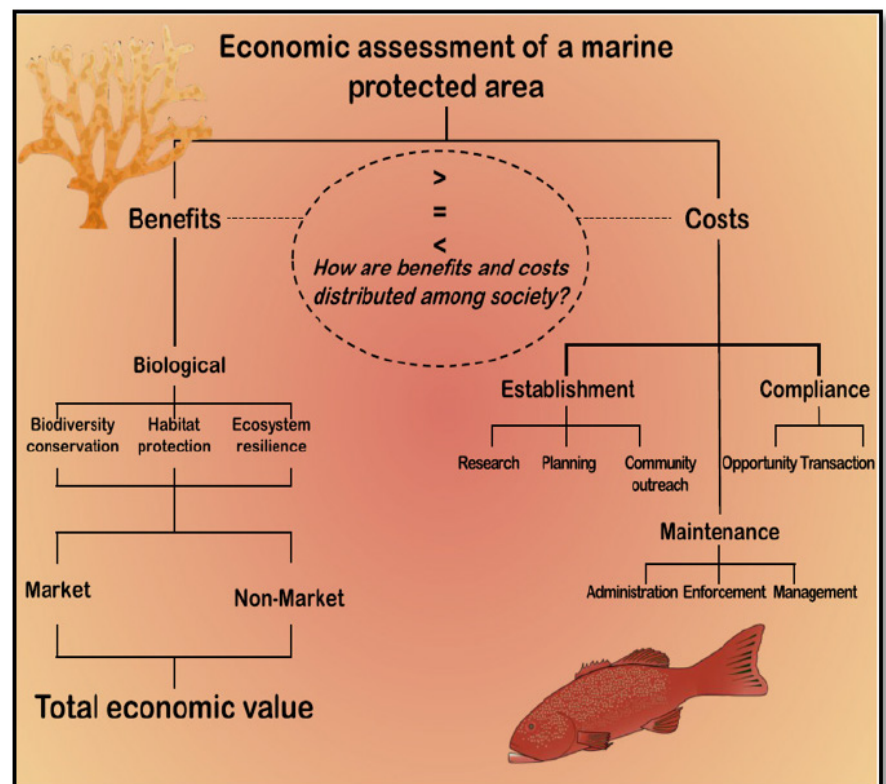 Economic assessment of a marine
protected area
>
=
<
How are benefits and costs
distributed among society?
Benefits
Costs
Biological
Biodiversity
conservation
Habitat
protection
Ecosystem
resilience
Market
Non-Market
Total economic value
Establishment
Compliance
Research
Planning
Community
outreach
Opportunity
Transaction
Maintenance
Administration
Enforcement
Management